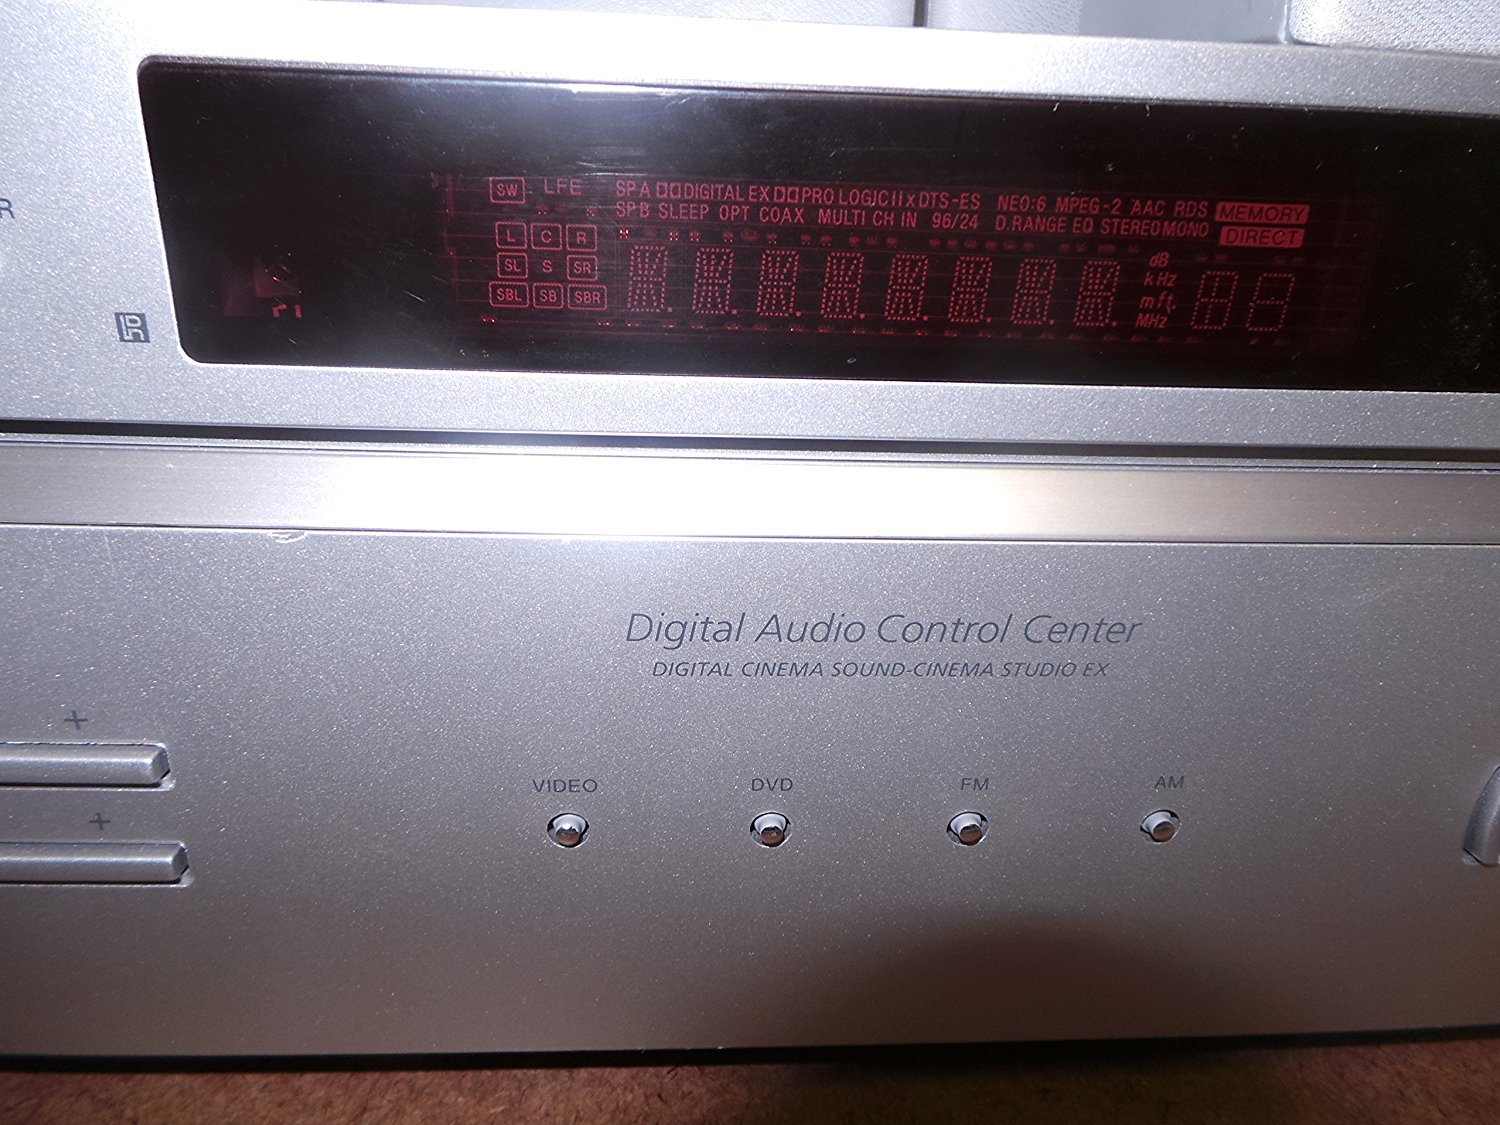 R
SW LFE SP A DIGITAL EX PRO LOGIC II x DTS-ES NEO:6 MPEG-2 AAC RDS MEMORY
SP B SLEEP OPT COAX MULTI CH IN 96/24 D.RANGE EQ STEREO MONO DIRECT
L C R
dB
SL S SR
kHz
SBL SB SBR
m.ft.
MHz
Digital Audio Control Center
DIGITAL CINEMA SOUND-CINEMA STUDIO EX
+
VIDEO DVD FM AM
+